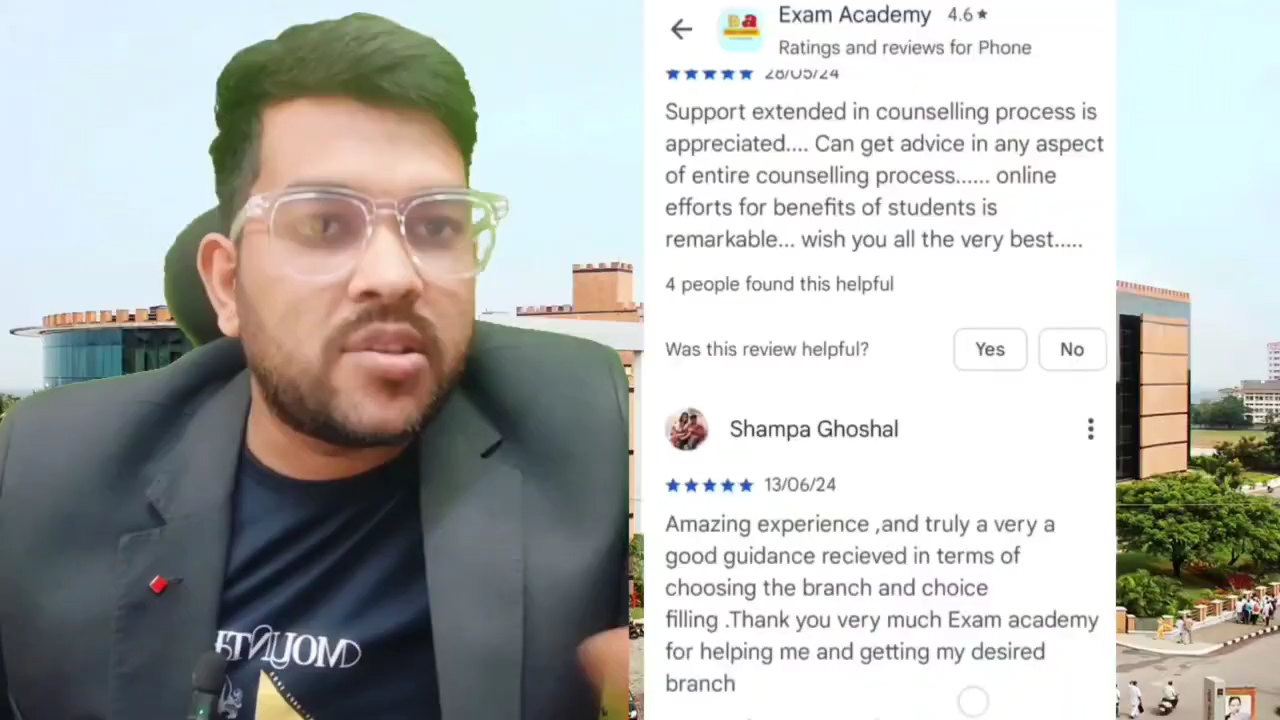 Exam Academy 4.6★
Ratings and reviews for Phone
28/05/24
Support extended in counselling process is
appreciated.... Can get advice in any aspect
of entire counselling process...... online
efforts for benefits of students is
remarkable... wish you all the very best.....
4 people found this helpful
Was this review helpful? Yes No
Shampa Ghoshal
13/06/24
Amazing experience ,and truly a very a
good guidance recieved in terms of
choosing the branch and choice
filling .Thank you very much Exam academy
for helping me and getting my desired
branch